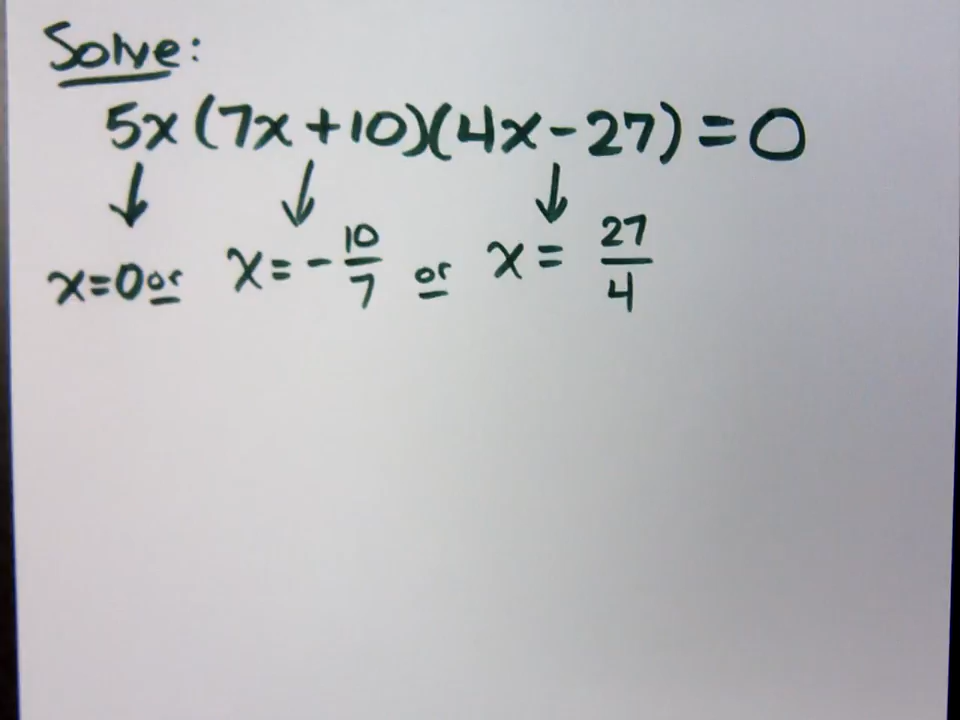 Solve:
5x(7x+10)(4x-27)=0
x=0 or x=-10/7 or x=27/4